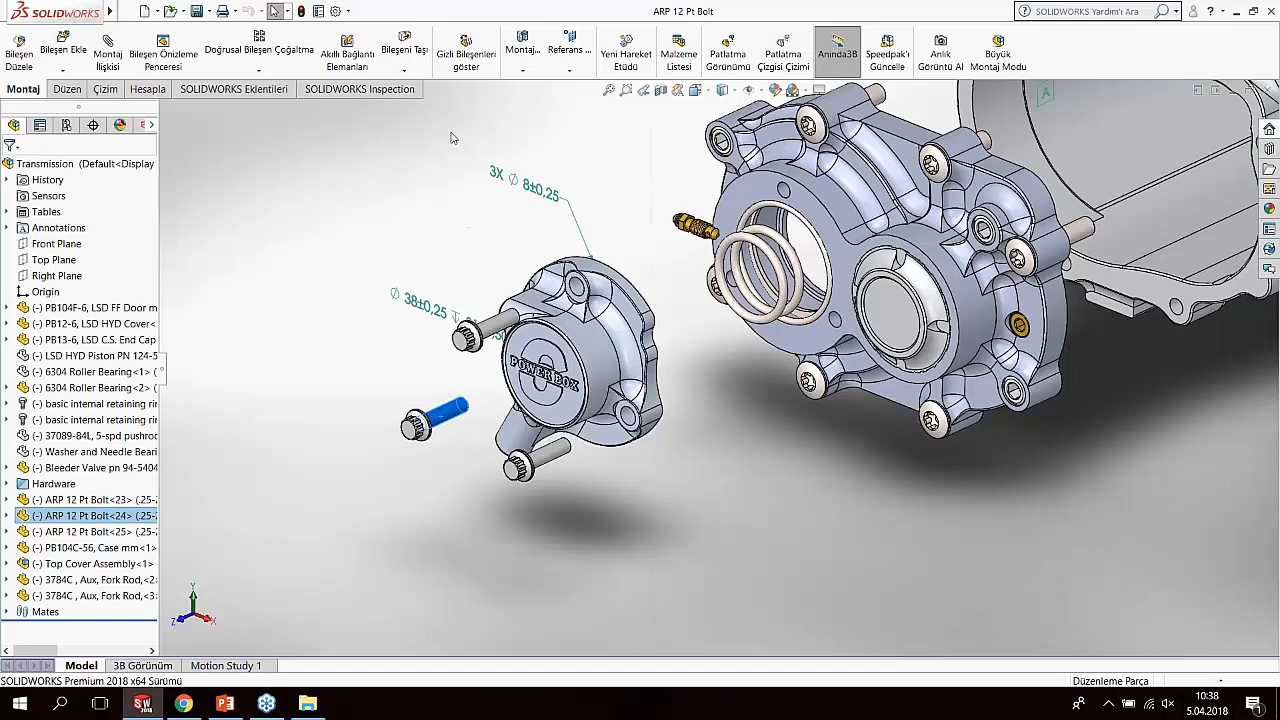 SOLIDWORKS
ARP 12 Pt Bolt
SOLIDWORKS Yardım'ı Ara
Bileşen Düzele
Bileşen Ekle
Montaj İlişkisi
Bileşen Önizleme Penceresi
Doğrusal Bileşen Çoğaltma
Akıllı Bağlantı Elemanları
Bileşeni Taşı
Gizli Bileşenleri göster
Montaj...
Referans ...
Yeni Hareket Etüdü
Malzeme Listesi
Patlatma Görünümü
Patlatma Çizgisi Çizimi
Anında3B
Speedpak'ı Güncelle
Anlık Görüntü Al
Büyük Montaj Modu
Montaj
Düzen
Çizim
Hesapla
SOLIDWORKS Eklentileri
SOLIDWORKS Inspection
Transmission (Default<Display
History
Sensors
Tables
Annotations
Front Plane
Top Plane
Right Plane
Origin
(-) PB104F-6, LSD FF Door m
(-) PB12-6, LSD HYD Cover<
(-) PB13-6, LSD C.S. End Cap
(-) LSD HYD Piston PN 124-5
(-) 6304 Roller Bearing<1> (
(-) 6304 Roller Bearing<2> (
(-) basic internal retaining rin
(-) basic internal retaining rin
(-) 37089-84L, 5-spd pushroc
(-) Washer and Needle Beari
(-) Bleeder Valve pn 94-5404
Hardware
(-) ARP 12 Pt Bolt<23> (.25-
(-) ARP 12 Pt Bolt<24> (.25-
(-) ARP 12 Pt Bolt<25> (.25-
(-) PB104C-56, Case mm<1>
(-) Top Cover Assembly<1>
(-) 3784C , Aux, Fork Rod,<2
(-) 3784C , Aux, Fork Rod,<3
Mates
3X ∅ 8±0,25
∅ 38±0,25
POWERBOX
A
Y
Z
X
Model
3B Görünüm
Motion Study 1
SOLIDWORKS Premium 2018 x64 Sürümü
Düzenleme Parça
10:38
5.04.2018